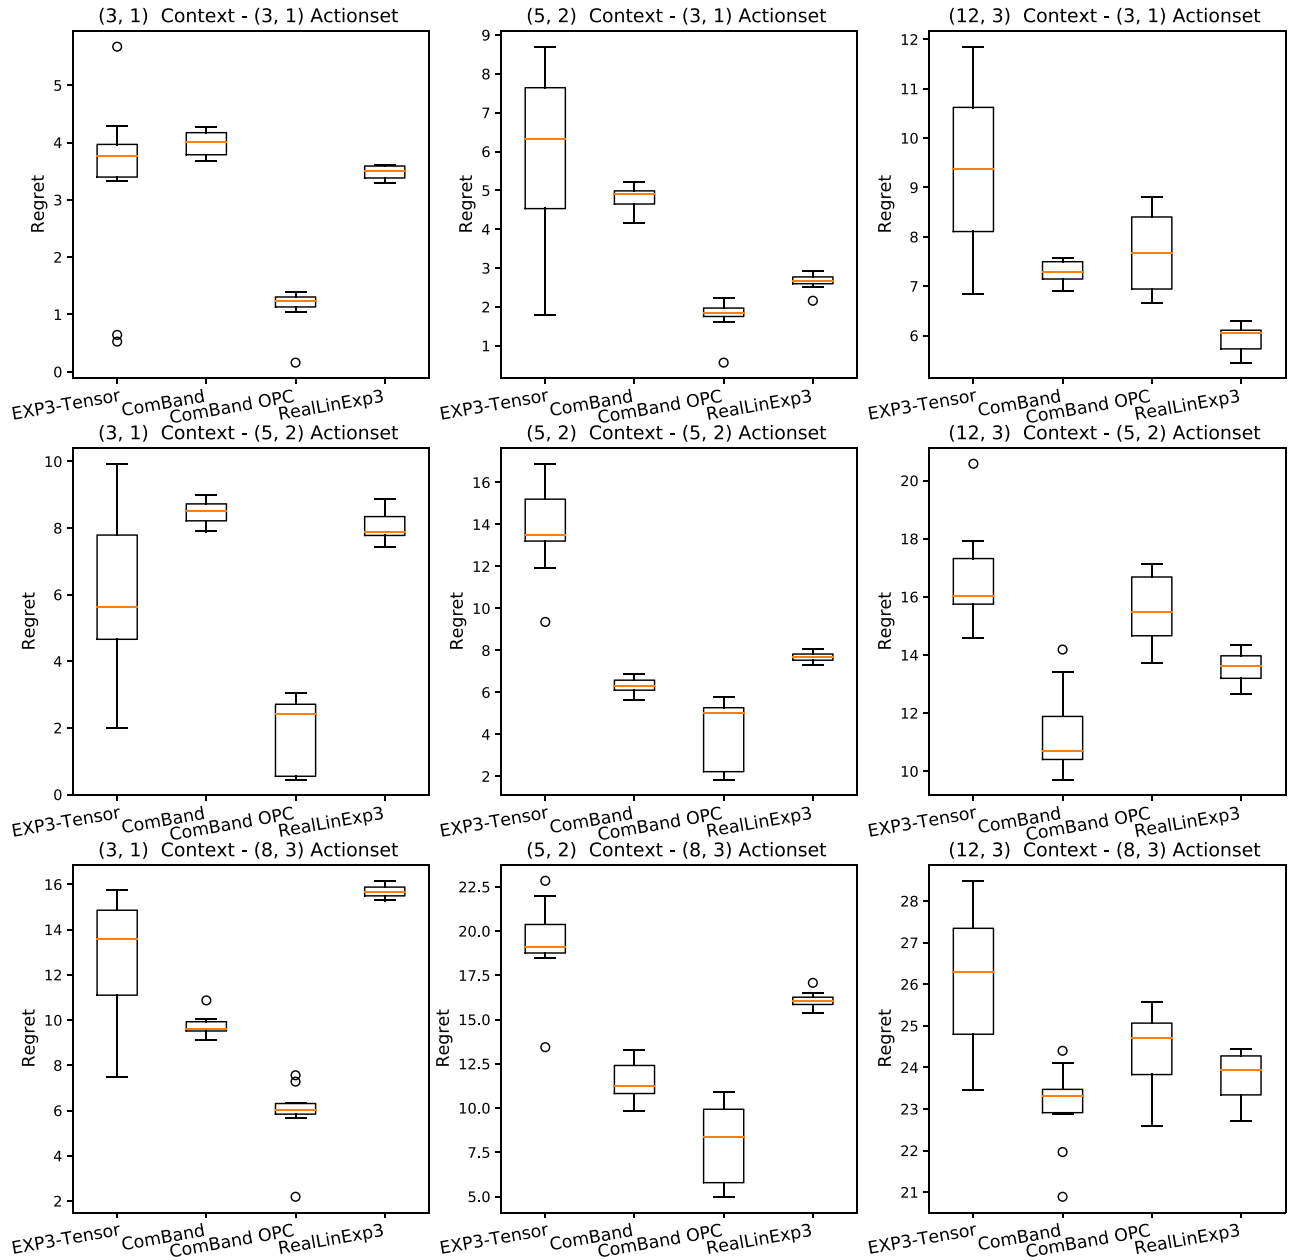 (3, 1)  Context - (3, 1) Actionset
Regret
5
4
3
2
1
0
EXP3-Tensor
ComBand
ComBand OPC
RealLinExp3
(5, 2)  Context - (3, 1) Actionset
Regret
9
8
7
6
5
4
3
2
1
EXP3-Tensor
ComBand
ComBand OPC
RealLinExp3
(12, 3)  Context - (3, 1) Actionset
Regret
12
11
10
9
8
7
6
EXP3-Tensor
ComBand
ComBand OPC
RealLinExp3
(3, 1)  Context - (5, 2) Actionset
Regret
10
8
6
4
2
0
EXP3-Tensor
ComBand
ComBand OPC
RealLinExp3
(5, 2)  Context - (5, 2) Actionset
Regret
16
14
12
10
8
6
4
2
EXP3-Tensor
ComBand
ComBand OPC
RealLinExp3
(12, 3)  Context - (5, 2) Actionset
Regret
20
18
16
14
12
10
EXP3-Tensor
ComBand
ComBand OPC
RealLinExp3
(3, 1)  Context - (8, 3) Actionset
Regret
16
14
12
10
8
6
4
2
EXP3-Tensor
ComBand
ComBand OPC
RealLinExp3
(5, 2)  Context - (8, 3) Actionset
Regret
22.5
20.0
17.5
15.0
12.5
10.0
7.5
5.0
EXP3-Tensor
ComBand
ComBand OPC
RealLinExp3
(12, 3)  Context - (8, 3) Actionset
Regret
28
27
26
25
24
23
22
21
EXP3-Tensor
ComBand
ComBand OPC
RealLinExp3